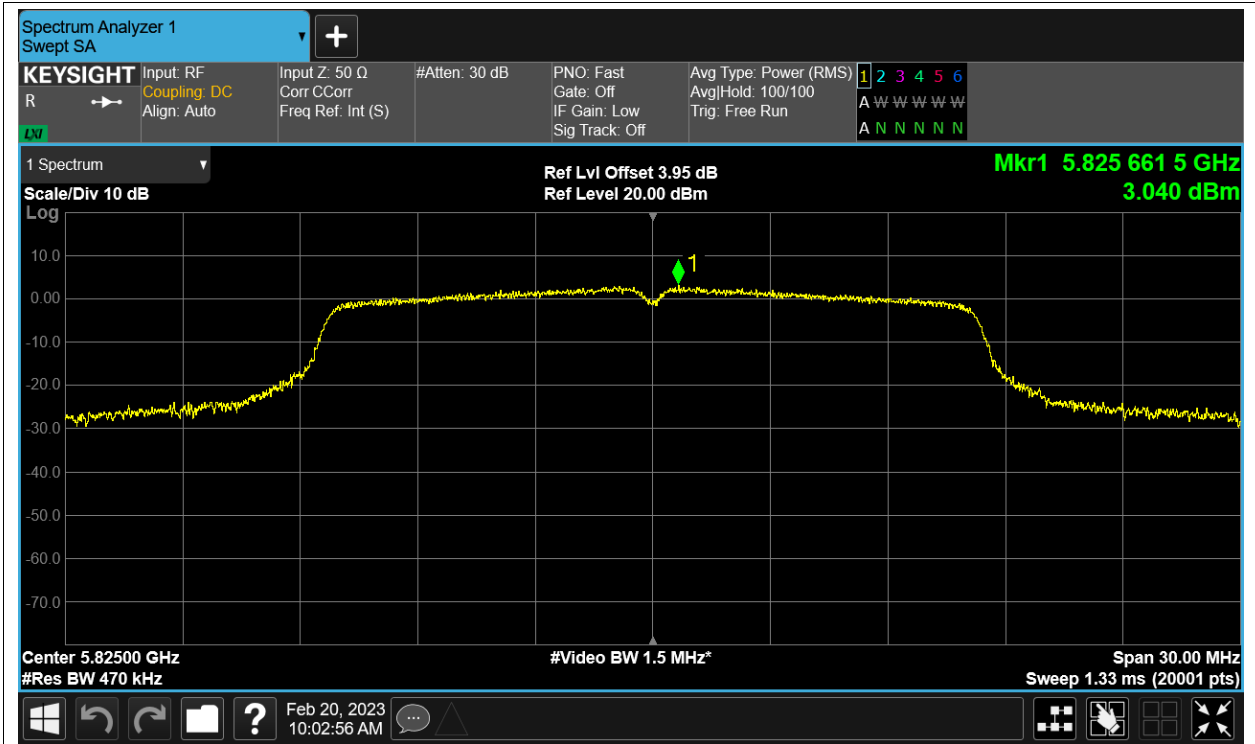 Spectrum Analyzer 1
Swept SA
KEYSIGHT
R
LXI
Input: RF
Coupling: DC
Align: Auto
Input Z: 50 Ω
Corr CCorr
Freq Ref: Int (S)
#Atten: 30 dB
PNO: Fast
Gate: Off
IF Gain: Low
Sig Track: Off
Avg Type: Power (RMS)
Avg|Hold: 100/100
Trig: Free Run
1 2 3 4 5 6
A W W W W W
A N N N N N
1 Spectrum
Scale/Div 10 dB
Log
Ref Lvl Offset 3.95 dB
Ref Level 20.00 dBm
Mkr1 5.825 661 5 GHz
3.040 dBm
1
10.0
0.00
-10.0
-20.0
-30.0
-40.0
-50.0
-60.0
-70.0
Center 5.82500 GHz
#Res BW 470 kHz
#Video BW 1.5 MHz*
Span 30.00 MHz
Sweep 1.33 ms (20001 pts)
?
Feb 20, 2023
10:02:56 AM